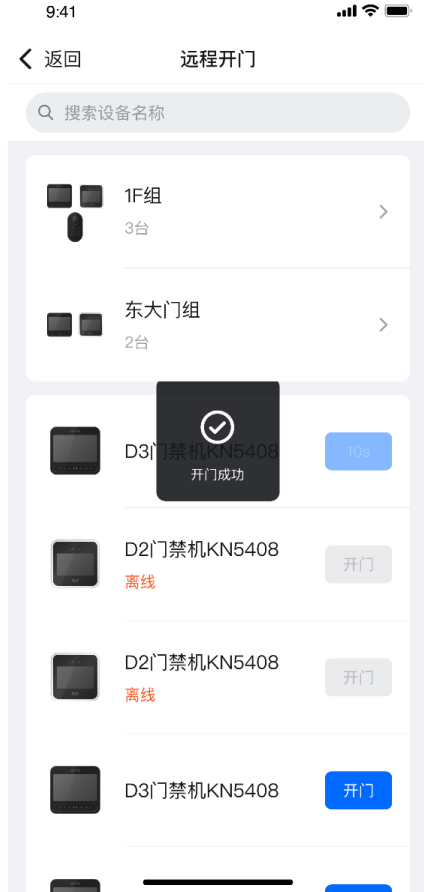 9:41
返回
远程开门
搜索设备名称
1F组
3台
东大门组
2台
D3门禁机KN5408
10s
开门成功
D2门禁机KN5408
离线
开门
D2门禁机KN5408
离线
开门
D3门禁机KN5408
开门